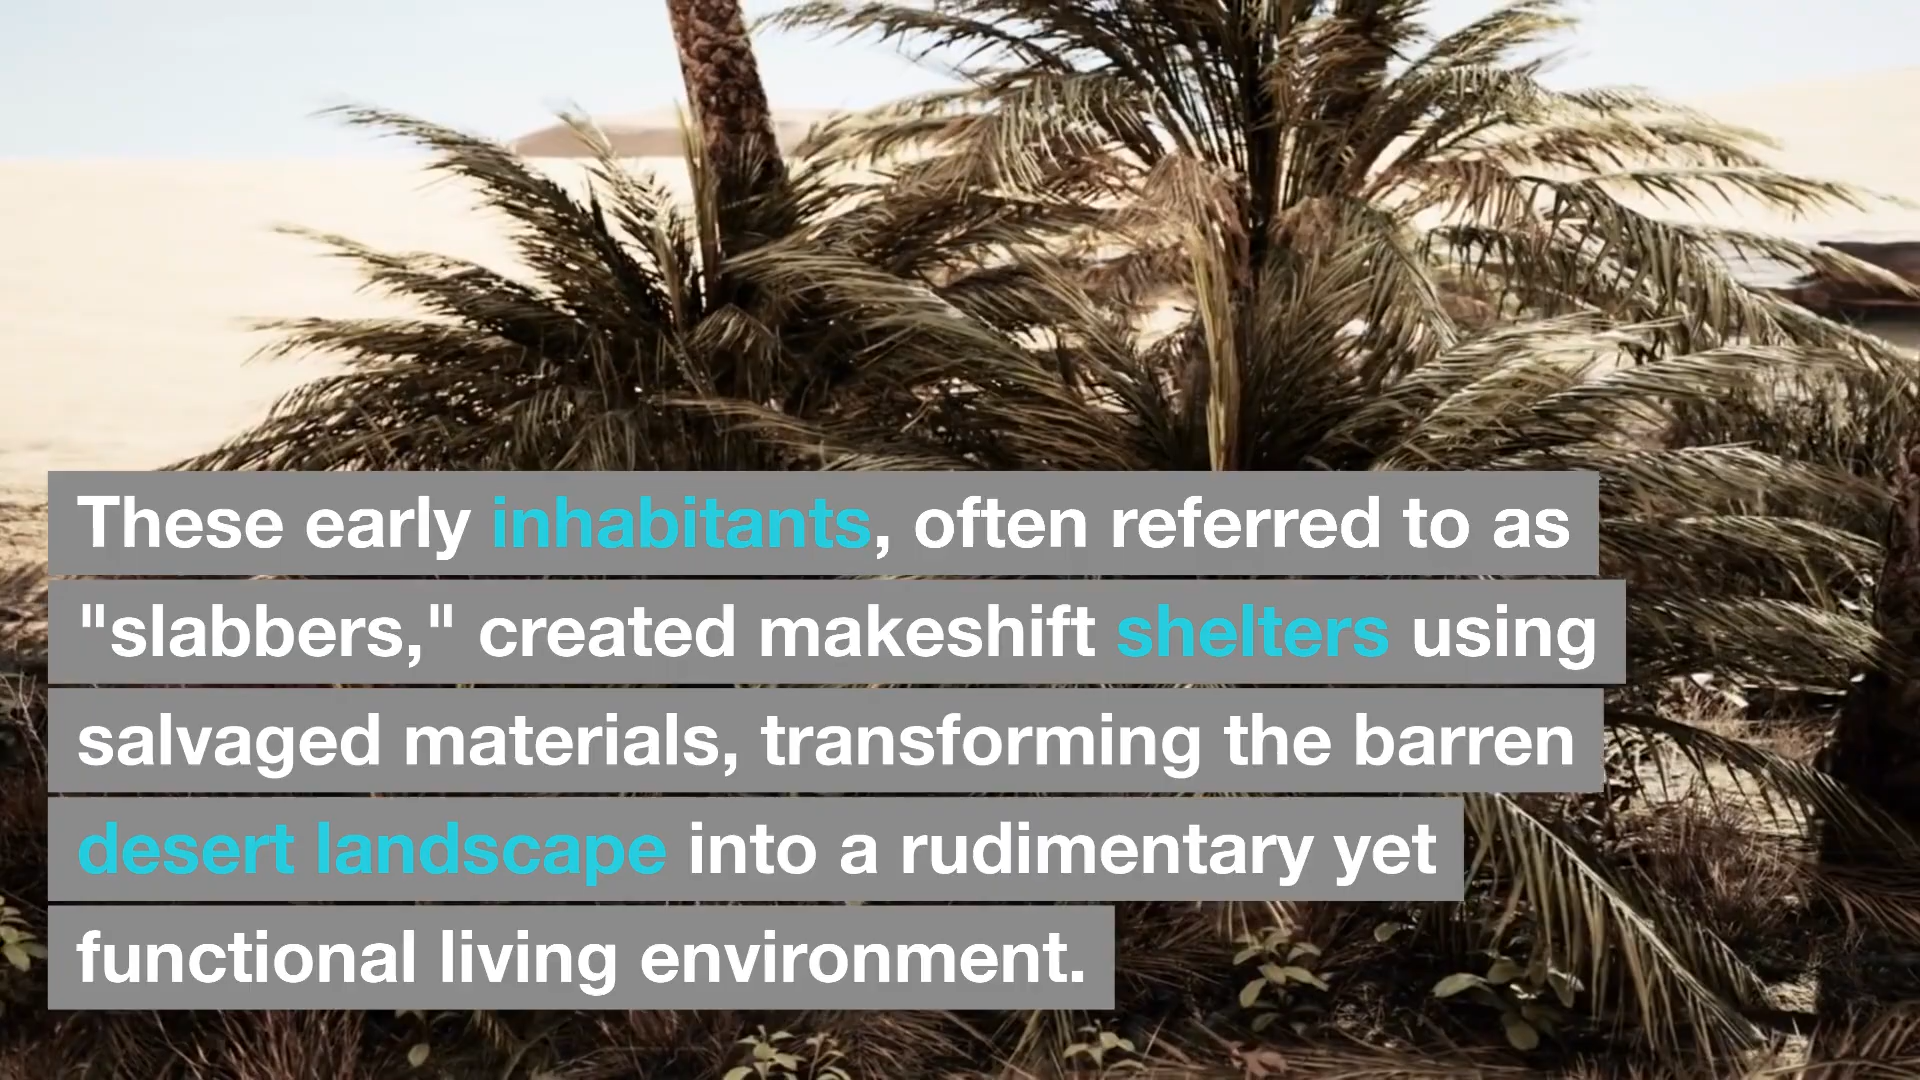 These early inhabitants, often referred to as
"slabbers," created makeshift shelters using
salvaged materials, transforming the barren
desert landscape into a rudimentary yet
functional living environment.